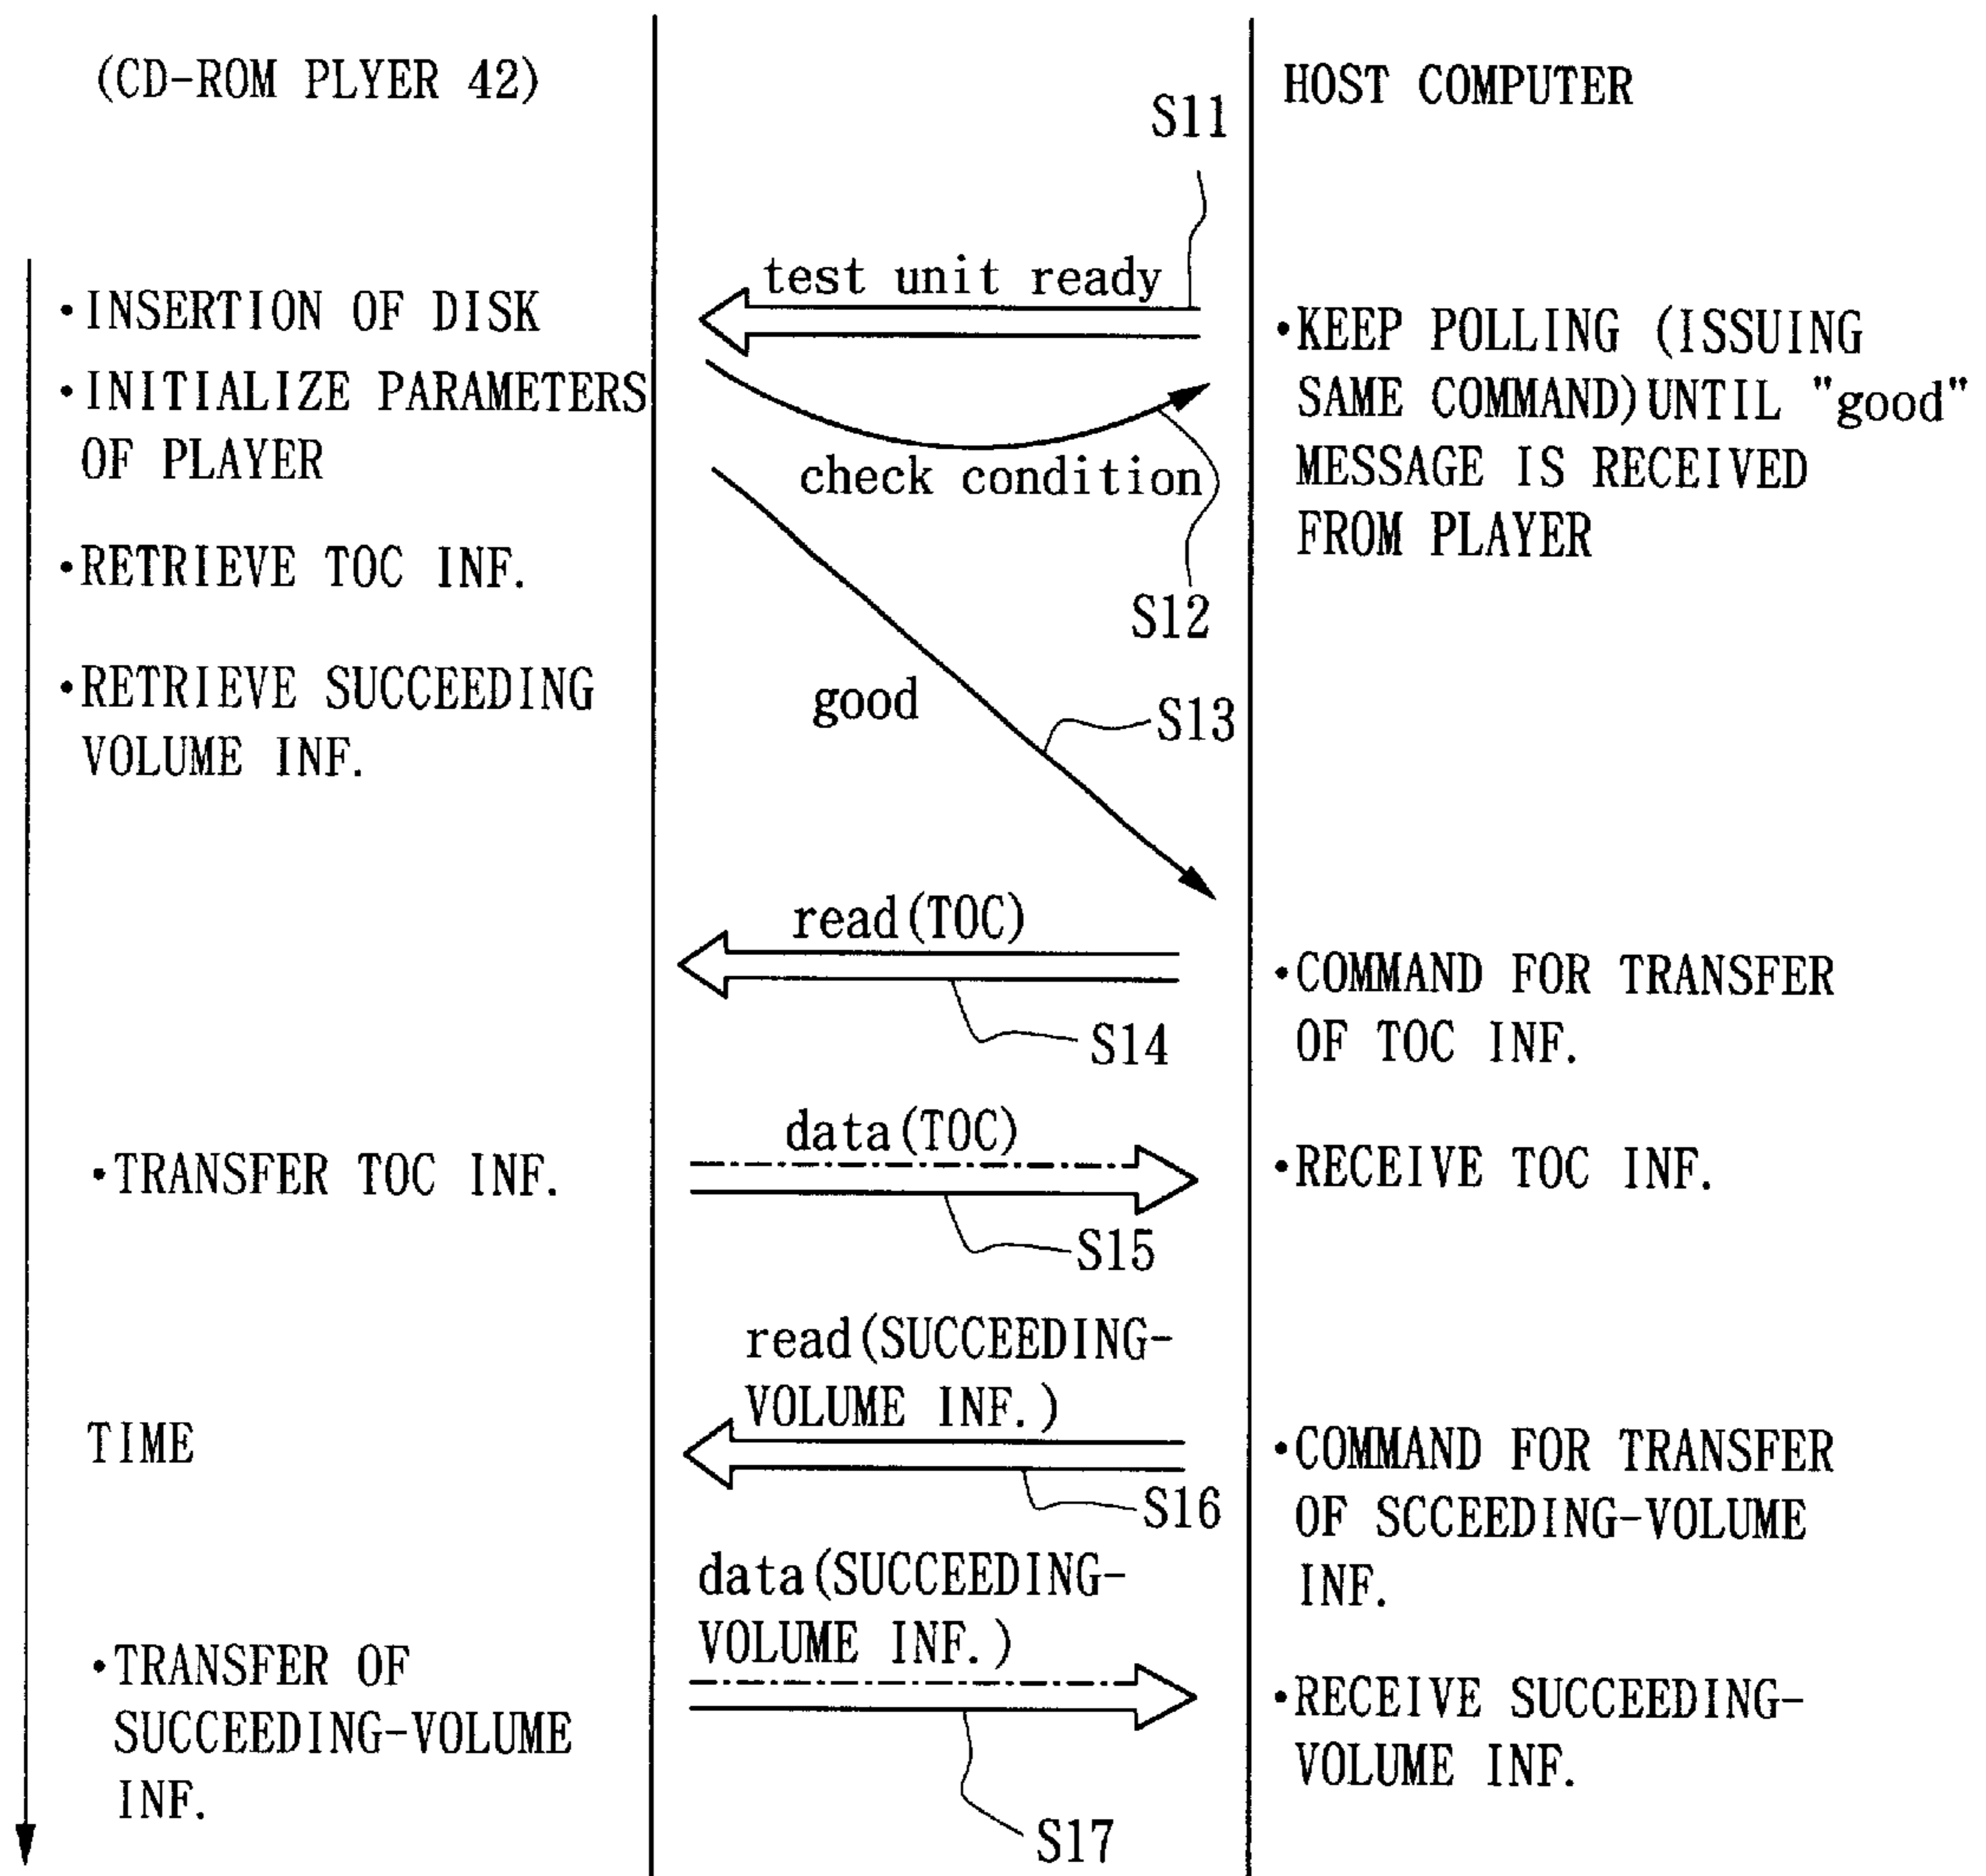 (CD-ROM PLYER 42)
HOST COMPUTER
S11
test unit ready
•INSERTION OF DISK
•INITIALIZE PARAMETERS
OF PLAYER
•KEEP POLLING (ISSUING
SAME COMMAND)UNTIL "good"
MESSAGE IS RECEIVED
FROM PLAYER
check condition
S12
•RETRIEVE TOC INF.
•RETRIEVE SUCCEEDING
VOLUME INF.
good
S13
read(TOC)
S14
•COMMAND FOR TRANSFER
OF TOC INF.
data(TOC)
•TRANSFER TOC INF.
•RECEIVE TOC INF.
S15
read(SUCCEEDING-
VOLUME INF.)
TIME
•COMMAND FOR TRANSFER
OF SCCEEDING-VOLUME
INF.
S16
data(SUCCEEDING-
VOLUME INF.)
•TRANSFER OF
SUCCEEDING-VOLUME
INF.
•RECEIVE SUCCEEDING-
VOLUME INF.
S17